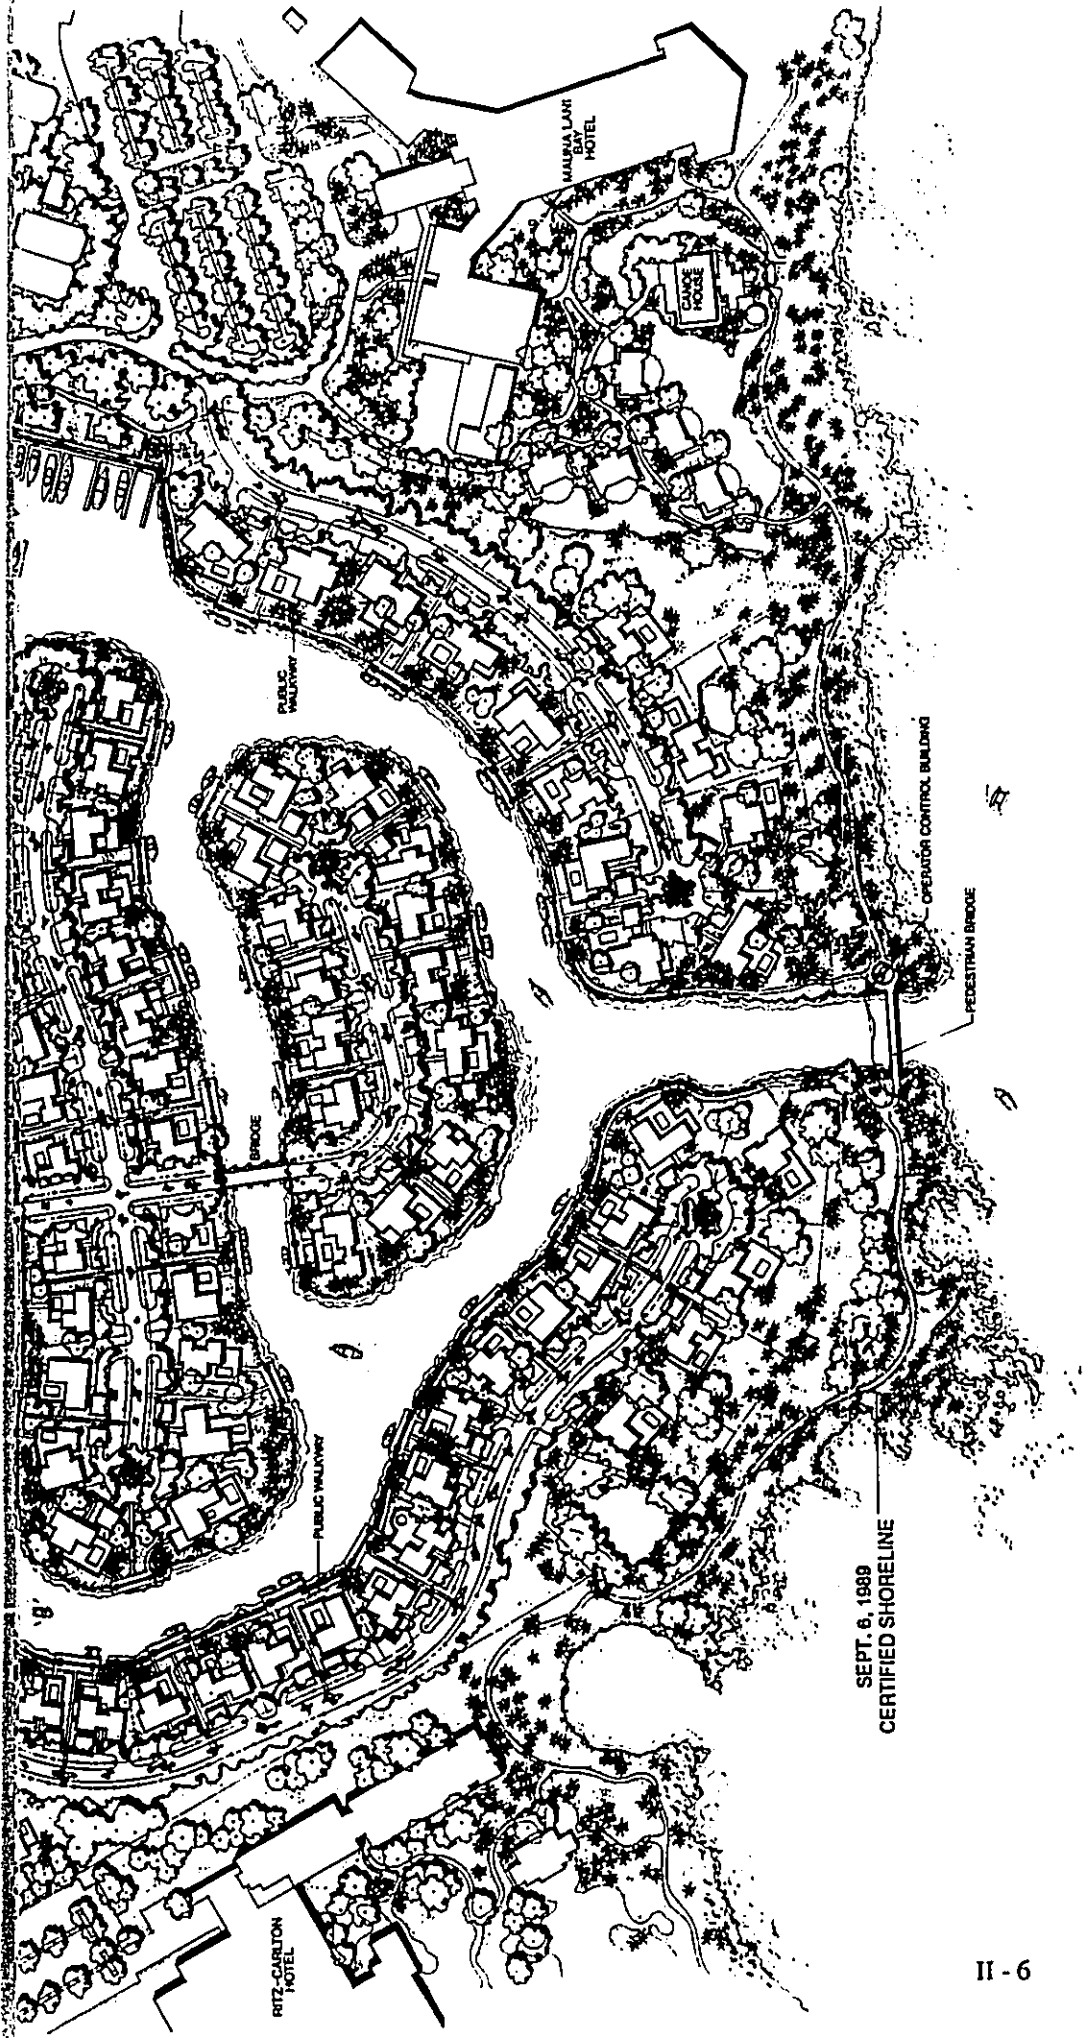 MAUNA LANI
BAY
HOTEL
CANOE
HOUSE
PUBLIC
WALKWAY
OPERATOR CONTROL BUILDING
PEDESTRIAN BRIDGE
BRIDGE
PUBLIC WALKWAY
SEPT. 6, 1989
CERTIFIED SHORELINE
RITZ-CARLTON
HOTEL
II - 6